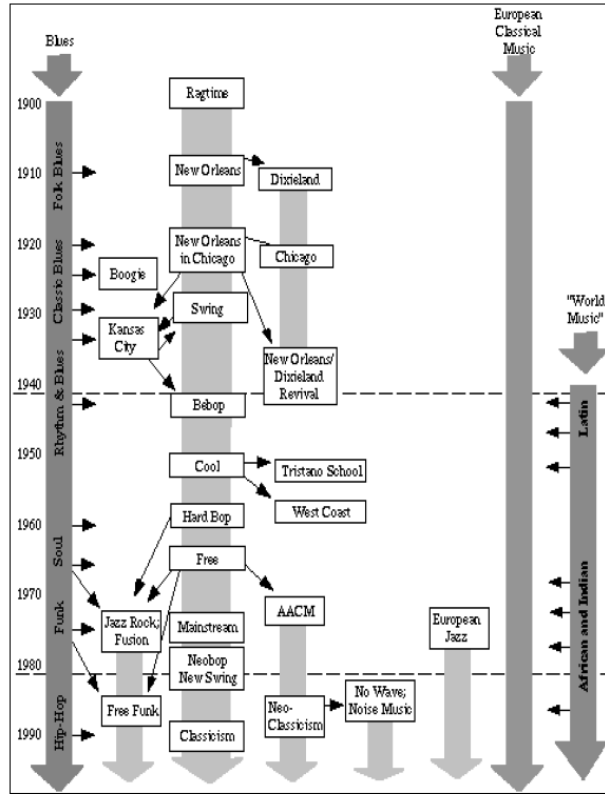 Blues
European
Classical
Music
1900
Ragtime
Folk Blues
1910
New Orleans
Dixieland
1920
New Orleans
in Chicago
Chicago
Classic Blues
Boogie
1930
Swing
"World
Music"
Kansas
City
New Orleans/
Dixieland
Revival
1940
Rhythm & Blues
Bebop
Latin
1950
Cool
Tristano School
West Coast
Hard Bop
1960
Soul
Free
1970
Funk
Jazz Rock;
Fusion
Mainstream
AACM
European
Jazz
African and Indian
1980
Neobop
New Swing
Free Funk
Neo-
Classicism
No Wave;
Noise Music
1990
Hip-Hop
Classicism